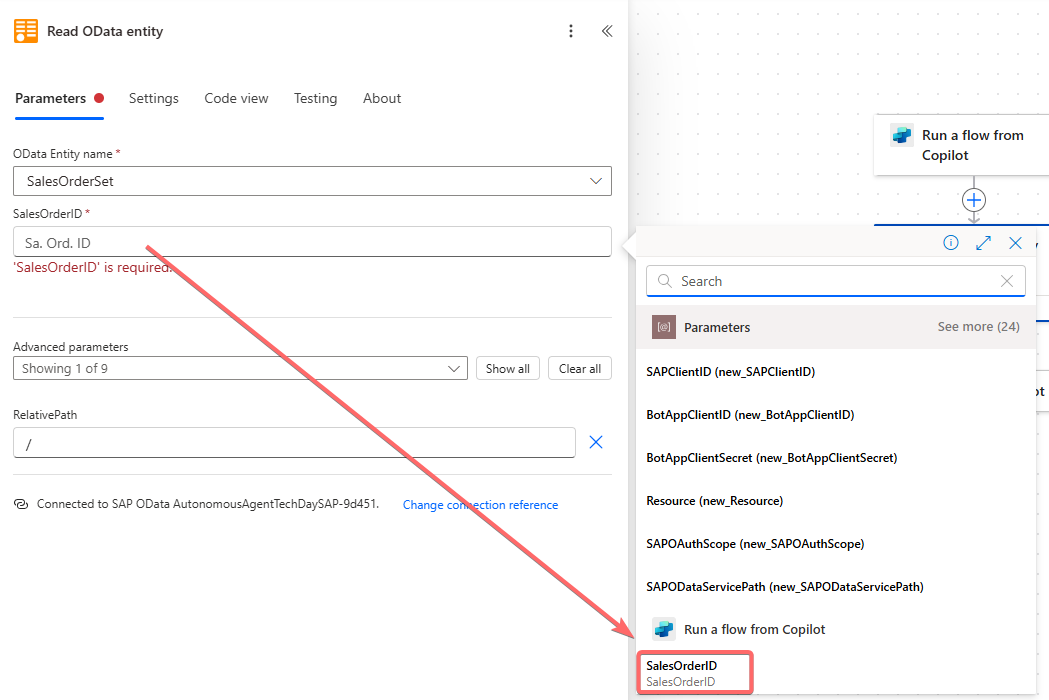 Read OData entity
Parameters
Settings
Code view
Testing
About
OData Entity name *
SalesOrderSet
SalesOrderID *
Sa. Ord. ID
'SalesOrderID' is required.
Advanced parameters
Showing 1 of 9
Show all
Clear all
RelativePath
/
Connected to SAP OData AutonomousAgentTechDaySAP-9d451.
Change connection reference
Run a flow from
Copilot
Search
[@]
Parameters
See more (24)
SAPClientID (new_SAPClientID)
BotAppClientID (new_BotAppClientID)
BotAppClientSecret (new_BotAppClientSecret)
Resource (new_Resource)
SAPOAuthScope (new_SAPOAuthScope)
SAPODataServicePath (new_SAPODataServicePath)
Run a flow from Copilot
SalesOrderID
SalesOrderID